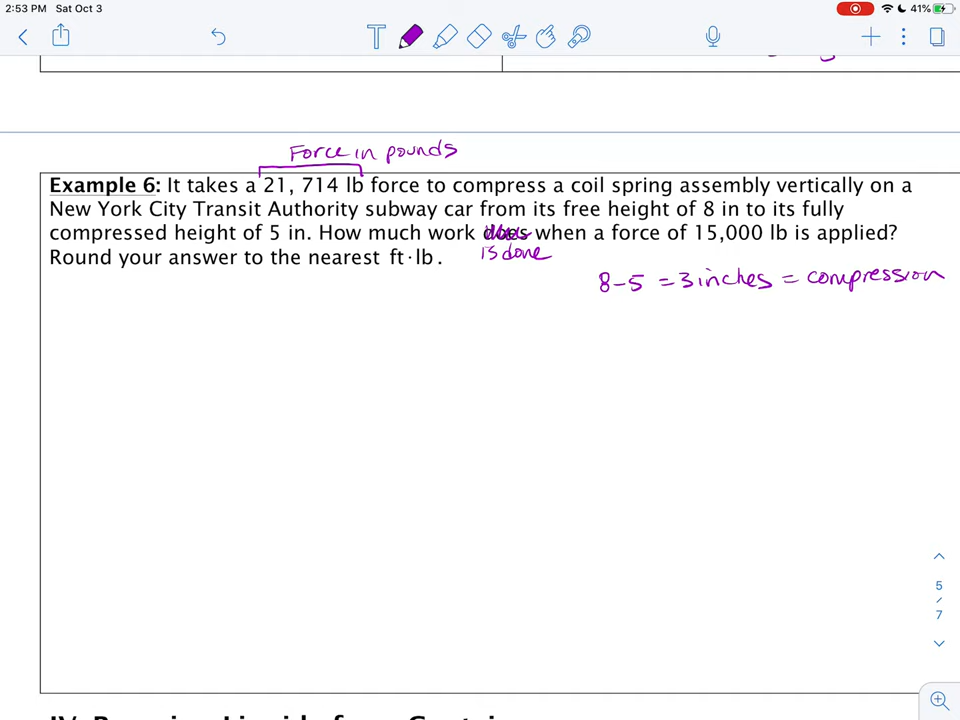 2:53 PM Sat Oct 3 41%
Force in pounds
Example 6: It takes a 21, 714 lb force to compress a coil spring assembly vertically on a
New York City Transit Authority subway car from its free height of 8 in to its fully
compressed height of 5 in. How much work does when a force of 15,000 lb is applied?
is done
Round your answer to the nearest ft·lb.
8-5 = 3 inches = compression
5
/
7